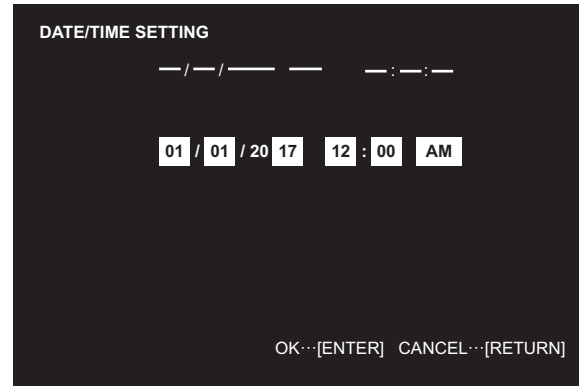 DATE/TIME SETTING
—/—/—— —— —:—:—
01 / 01 / 20 17 12 : 00 AM
OK···[ENTER] CANCEL···[RETURN]